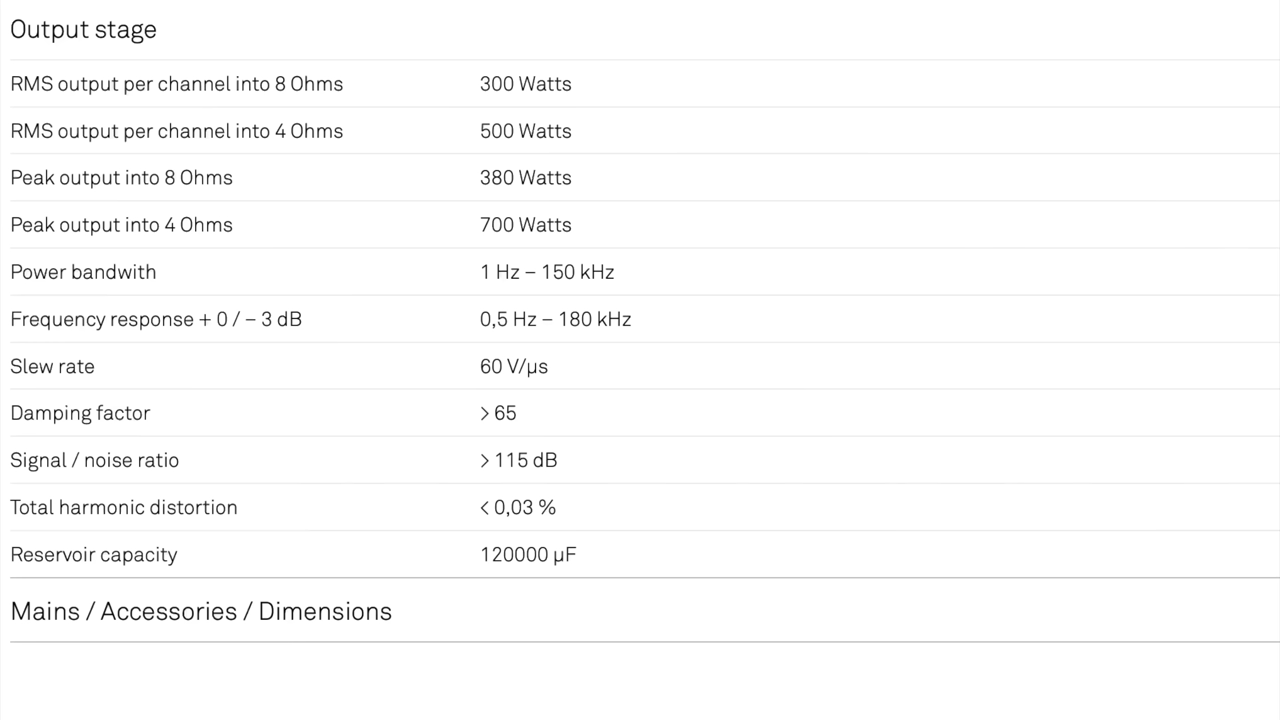 Output stage
RMS output per channel into 8 Ohms 300 Watts
RMS output per channel into 4 Ohms 500 Watts
Peak output into 8 Ohms 380 Watts
Peak output into 4 Ohms 700 Watts
Power bandwith 1 Hz – 150 kHz
Frequency response + 0 / – 3 dB 0,5 Hz – 180 kHz
Slew rate 60 V/µs
Damping factor > 65
Signal / noise ratio > 115 dB
Total harmonic distortion < 0,03 %
Reservoir capacity 120000 µF
Mains / Accessories / Dimensions